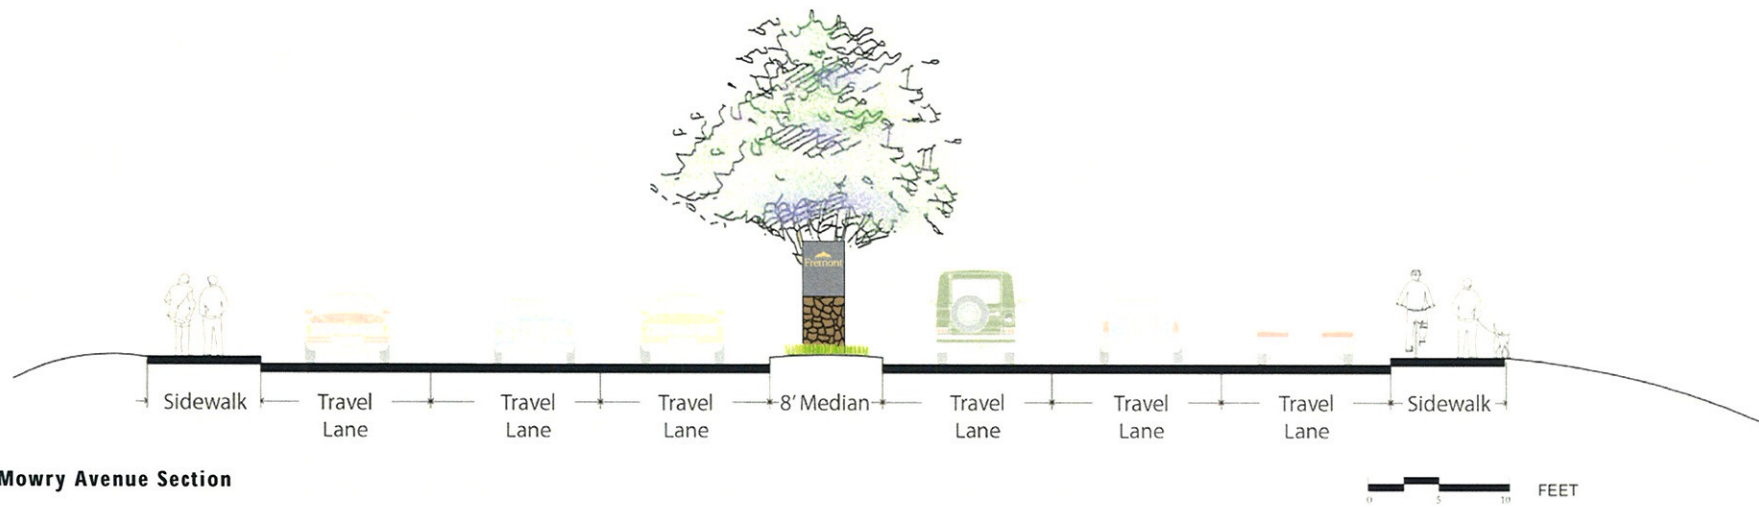 Fremont
Sidewalk
Travel
Lane
Travel
Lane
Travel
Lane
8' Median
Travel
Lane
Travel
Lane
Travel
Lane
Sidewalk
Mowry Avenue Section
0 5 10 FEET